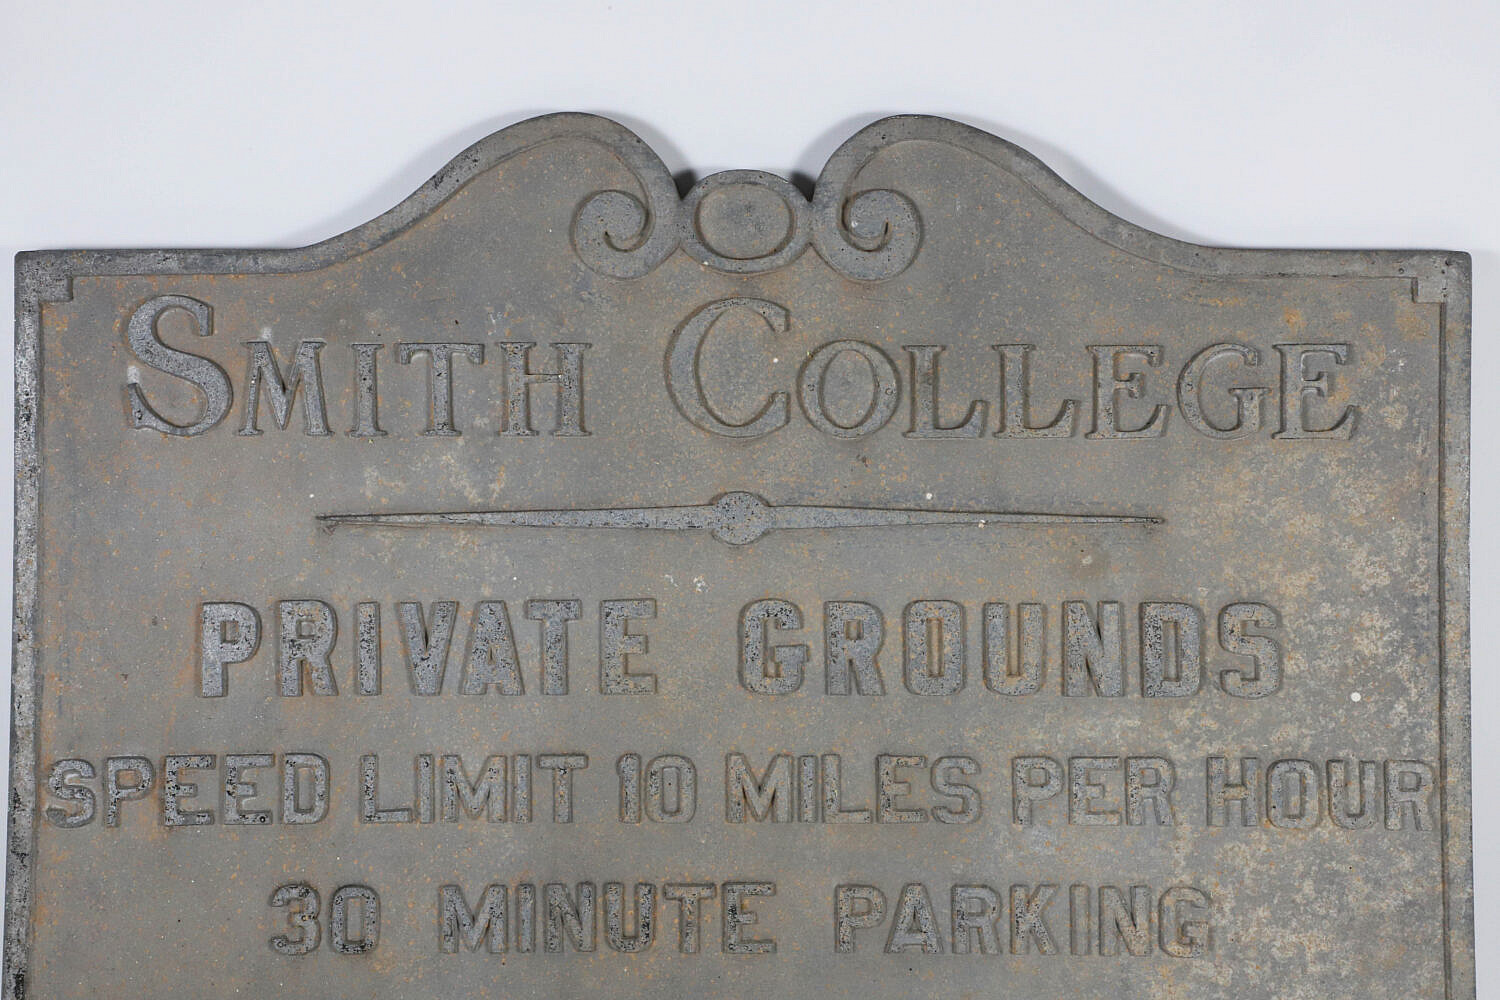 SMITH COLLEGE
PRIVATE GROUNDS
SPEED LIMIT 10 MILES PER HOUR
30 MINUTE PARKING